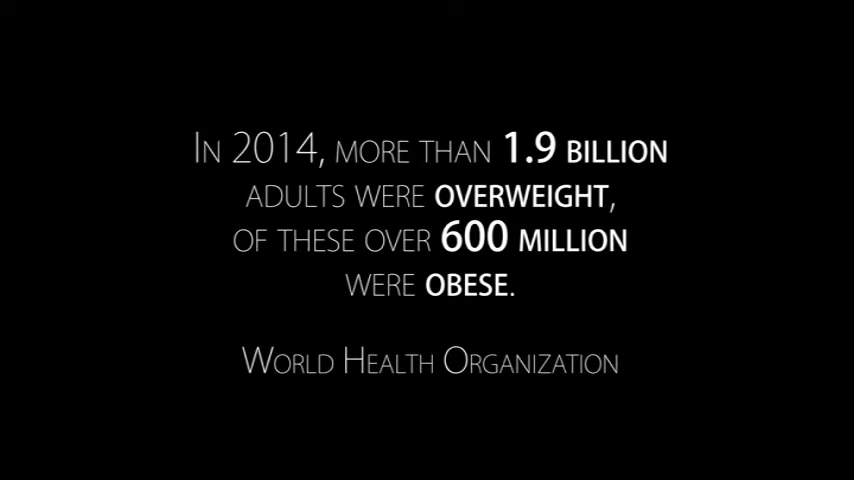 In 2014, more than 1.9 billion
adults were overweight,
of these over 600 million
were obese.
World Health Organization